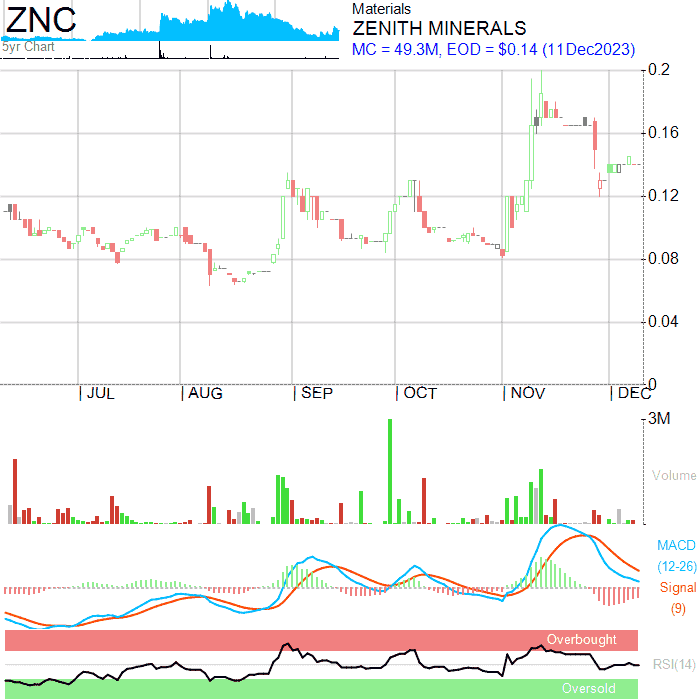 ZNC
5yr Chart
Materials
ZENITH MINERALS
MC = 49.3M, EOD = $0.14 (11Dec2023)
0.2
0.16
0.12
0.08
0.04
0
JUL AUG SEP OCT NOV DEC
3M
Volume
MACD
(12-26)
Signal
(9)
Overbought
RSI(14)
Oversold